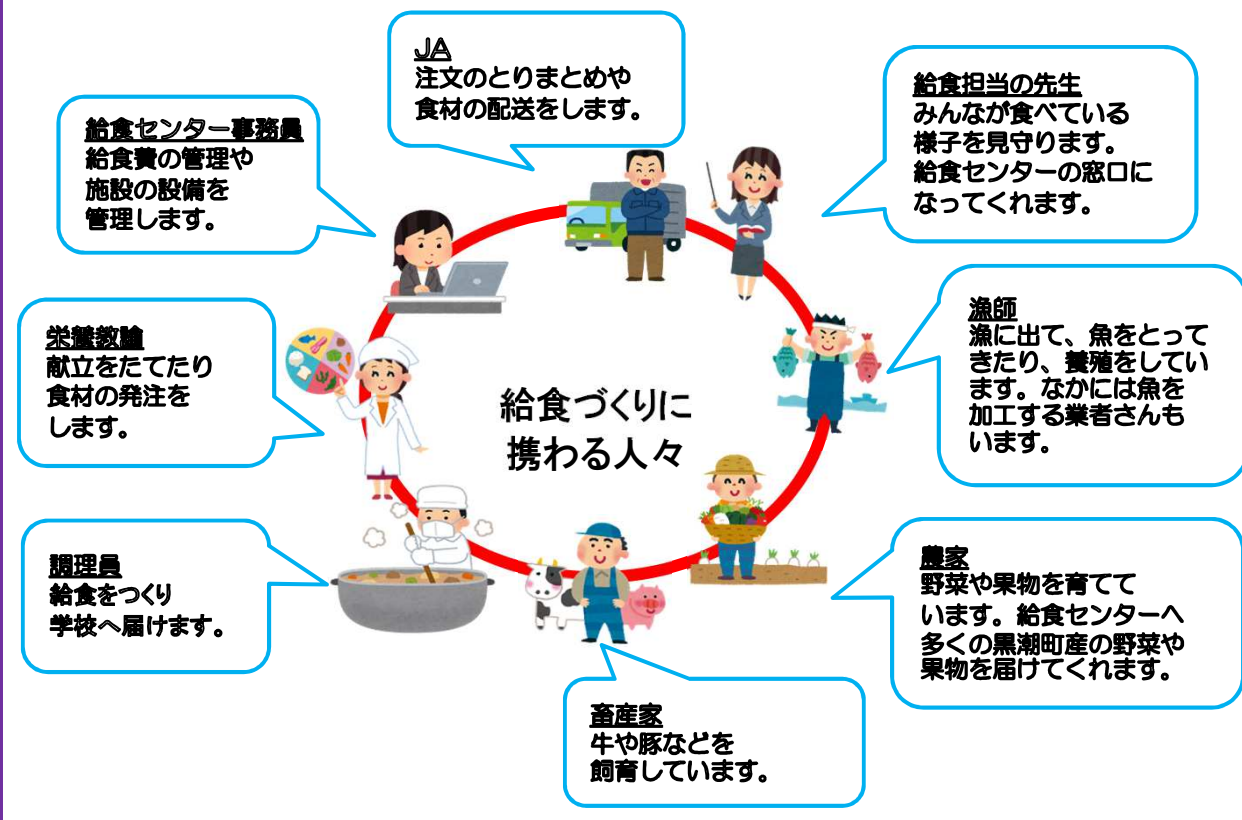 JA
注文のとりまとめや
食材の配送をします。
給食担当の先生
みんなが食べている
様子を見守ります。
給食センターの窓口に
なってくれます。
給食センター事務員
給食費の管理や
施設の設備を
管理します。
漁師
漁に出て、魚をとって
きたり、養殖をしてい
ます。なかには魚を
加工する業者さんも
います。
栄養教諭
献立をたてたり
食材の発注を
します。
給食づくりに
携わる人々
調理員
給食をつくり
学校へ届けます。
農家
野菜や果物を育てて
います。給食センターへ
多くの黒潮町産の野菜や
果物を届けてくれます。
畜産家
牛や豚などを
飼育しています。